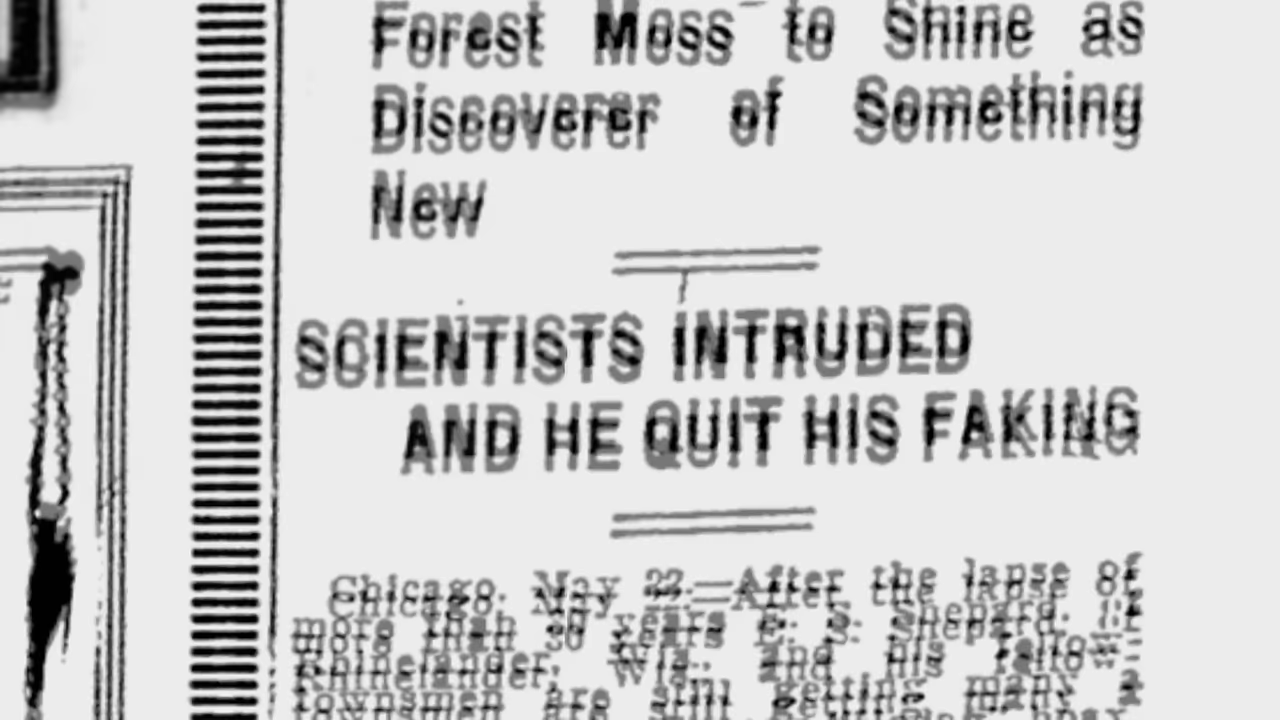 Forest Moss to Shine as
Discoverer of Something
New
SCIENTISTS INTRUDED
AND HE QUIT HIS FAKING
Chicago, May 22.—After the lapse of
more than 30 years E. S. Shepard, of
Rhinelander, Wis., and his fellow
townsmen are still getting many a